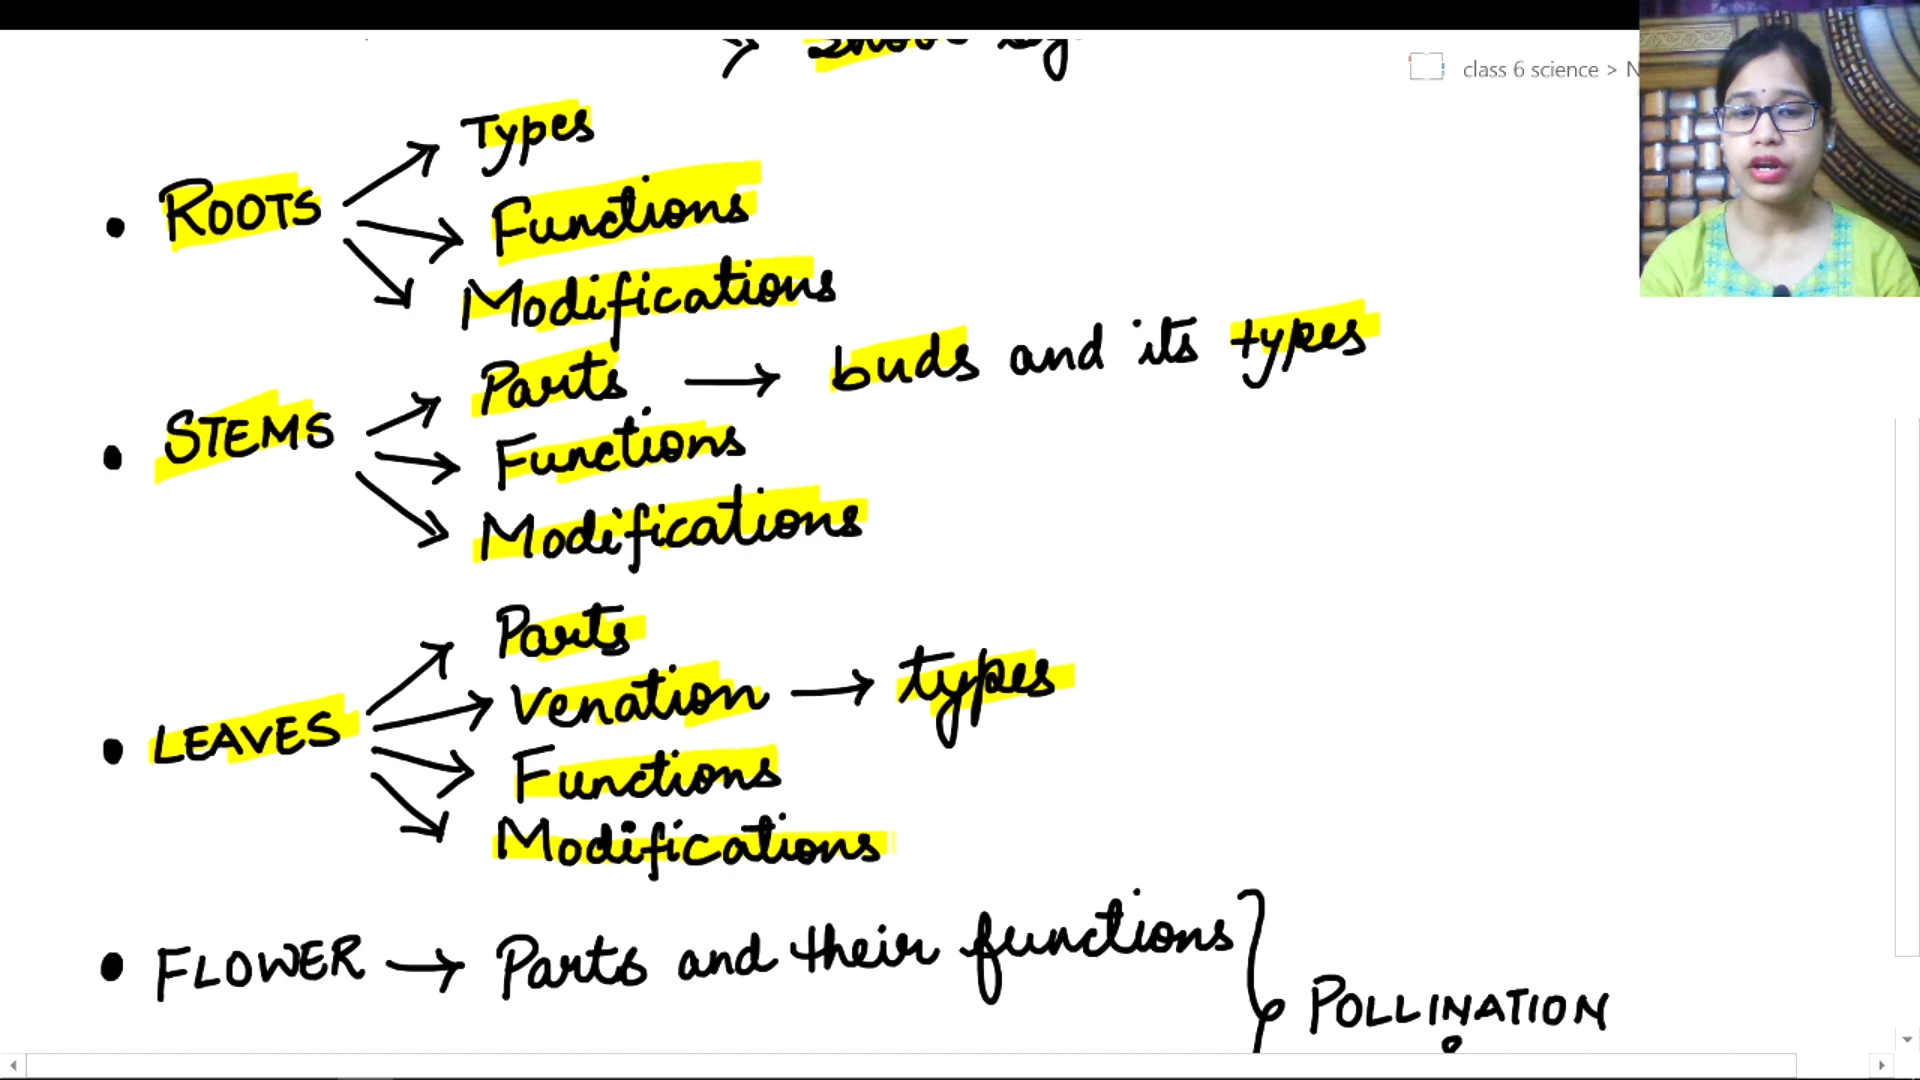 class 6 science > N
Types
• ROOTS
Functions
Modifications
Parts → buds and its types
• STEMS
Functions
Modifications
Parts
Venation → types
• LEAVES
Functions
Modifications
• FLOWER → Parts and their functions
POLLINATION